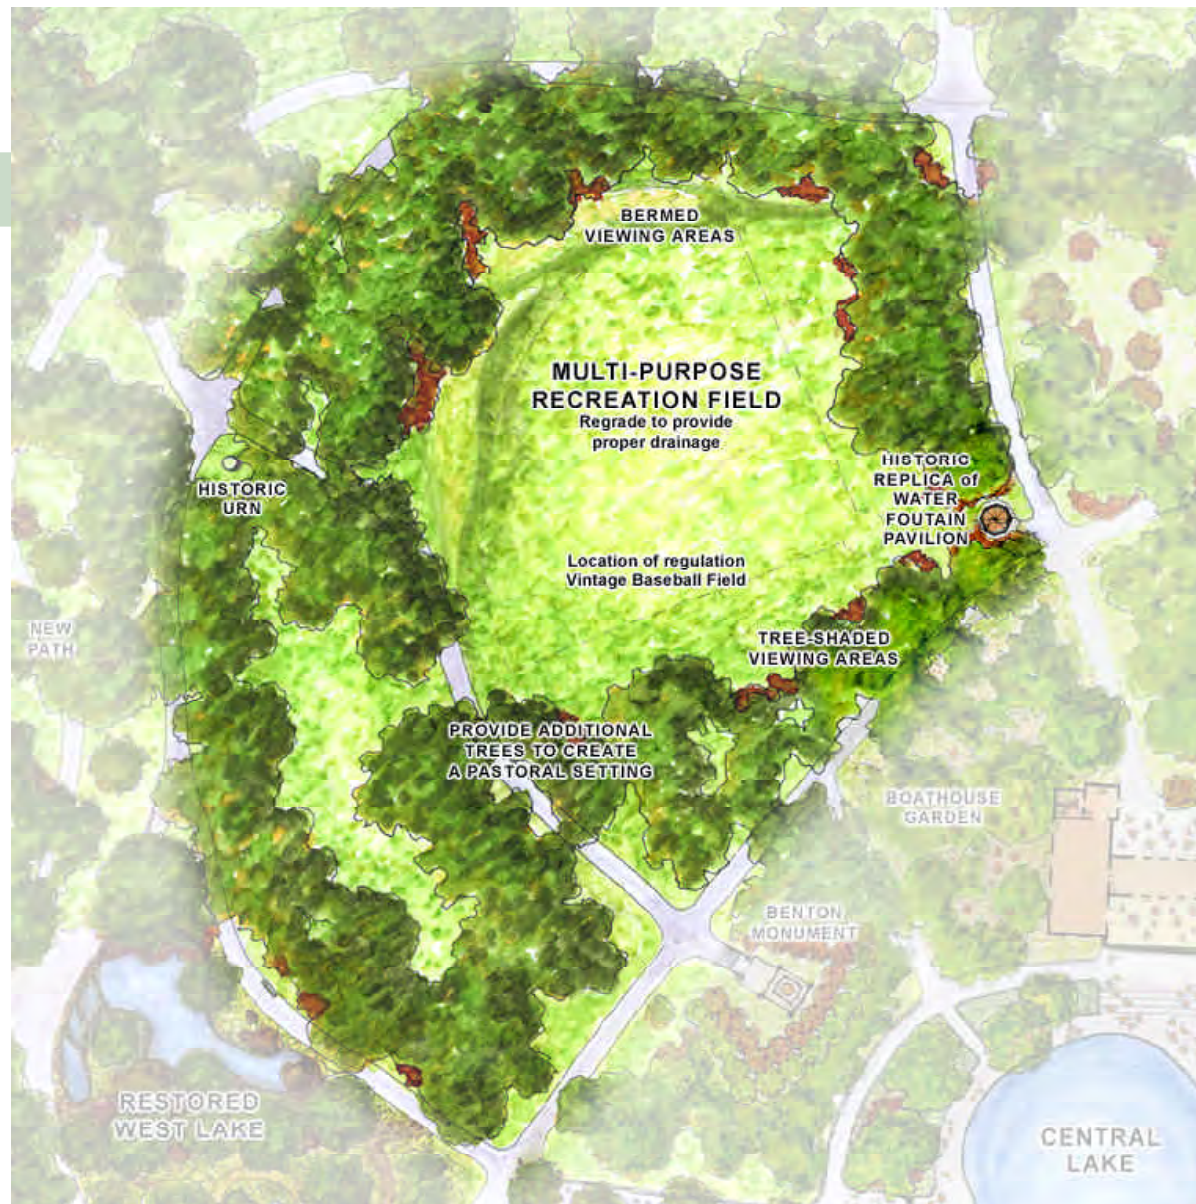 BERMED
VIEWING AREAS
MULTI-PURPOSE
RECREATION FIELD
Regrade to provide
proper drainage
HISTORIC
REPLICA of
WATER
FOUTAIN
PAVILION
HISTORIC
URN
Location of regulation
Vintage Baseball Field
NEW
PATH
TREE-SHADED
VIEWING AREAS
PROVIDE ADDITIONAL
TREES TO CREATE
A PASTORAL SETTING
BOATHOUSE
GARDEN
BENTON
MONUMENT
RESTORED
WEST LAKE
CENTRAL
LAKE